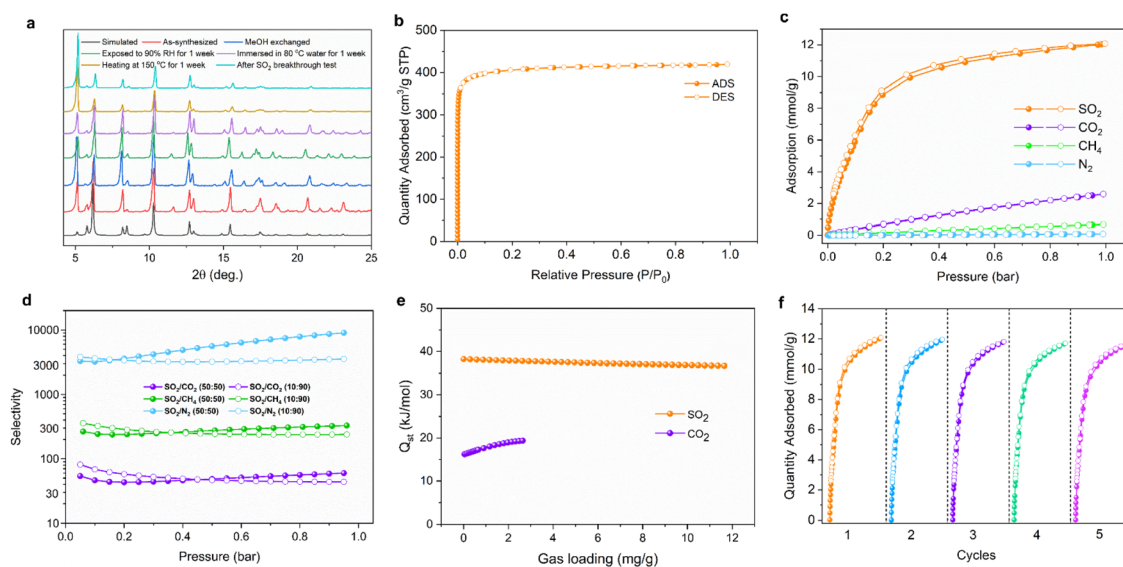 a
Simulated As-synthesized MeOH exchanged
Exposed to 90% RH for 1 week Immersed in 80 °C water for 1 week
Heating at 150 °C for 1 week After SO2 breakthrough test
5 10 15 20 25
2θ (deg.)
b
Quantity Adsorbed (cm3/g STP)
500
400
300
200
100
0
ADS
DES
0.0 0.2 0.4 0.6 0.8 1.0
Relative Pressure (P/P0)
c
Adsorption (mmol/g)
14
12
10
8
6
4
2
0
SO2
CO2
CH4
N2
0.0 0.2 0.4 0.6 0.8 1.0
Pressure (bar)
d
Selectivity
10000
3000
1000
300
100
30
10
SO2/CO2 (50:50) SO2/CO2 (10:90)
SO2/CH4 (50:50) SO2/CH4 (10:90)
SO2/N2 (50:50) SO2/N2 (10:90)
0.0 0.2 0.4 0.6 0.8 1.0
Pressure (bar)
e
Qst (kJ/mol)
50
40
30
20
10
0
SO2
CO2
0 2 4 6 8 10 12 14
Gas loading (mg/g)
f
Quantity Adsorbed (mmol/g)
14
12
10
8
6
4
2
0
1 2 3 4 5
Cycles